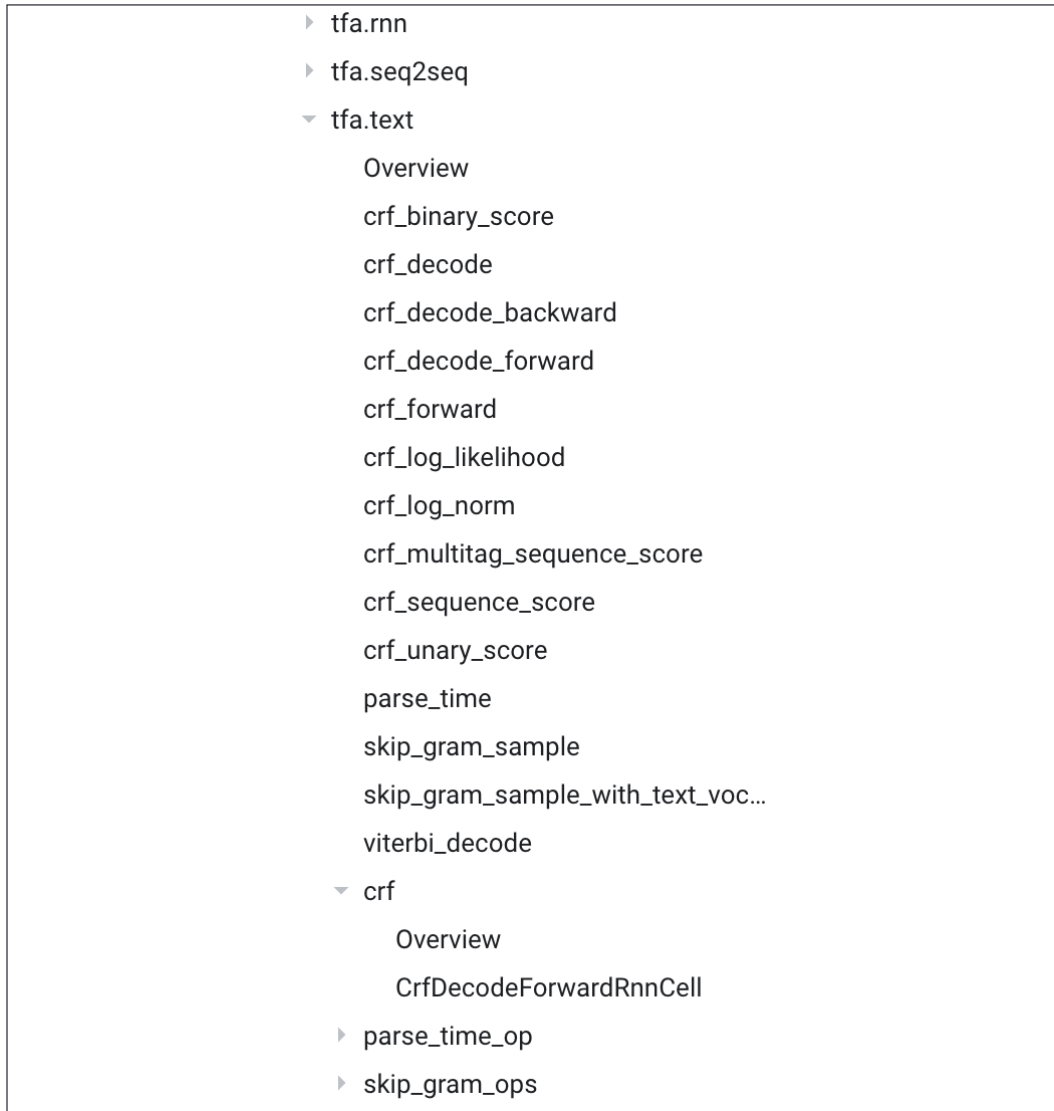 tfa.rnn
tfa.seq2seq
tfa.text
Overview
crf_binary_score
crf_decode
crf_decode_backward
crf_decode_forward
crf_forward
crf_log_likelihood
crf_log_norm
crf_multitag_sequence_score
crf_sequence_score
crf_unary_score
parse_time
skip_gram_sample
skip_gram_sample_with_text_voc...
viterbi_decode
crf
Overview
CrfDecodeForwardRnnCell
parse_time_op
skip_gram_ops